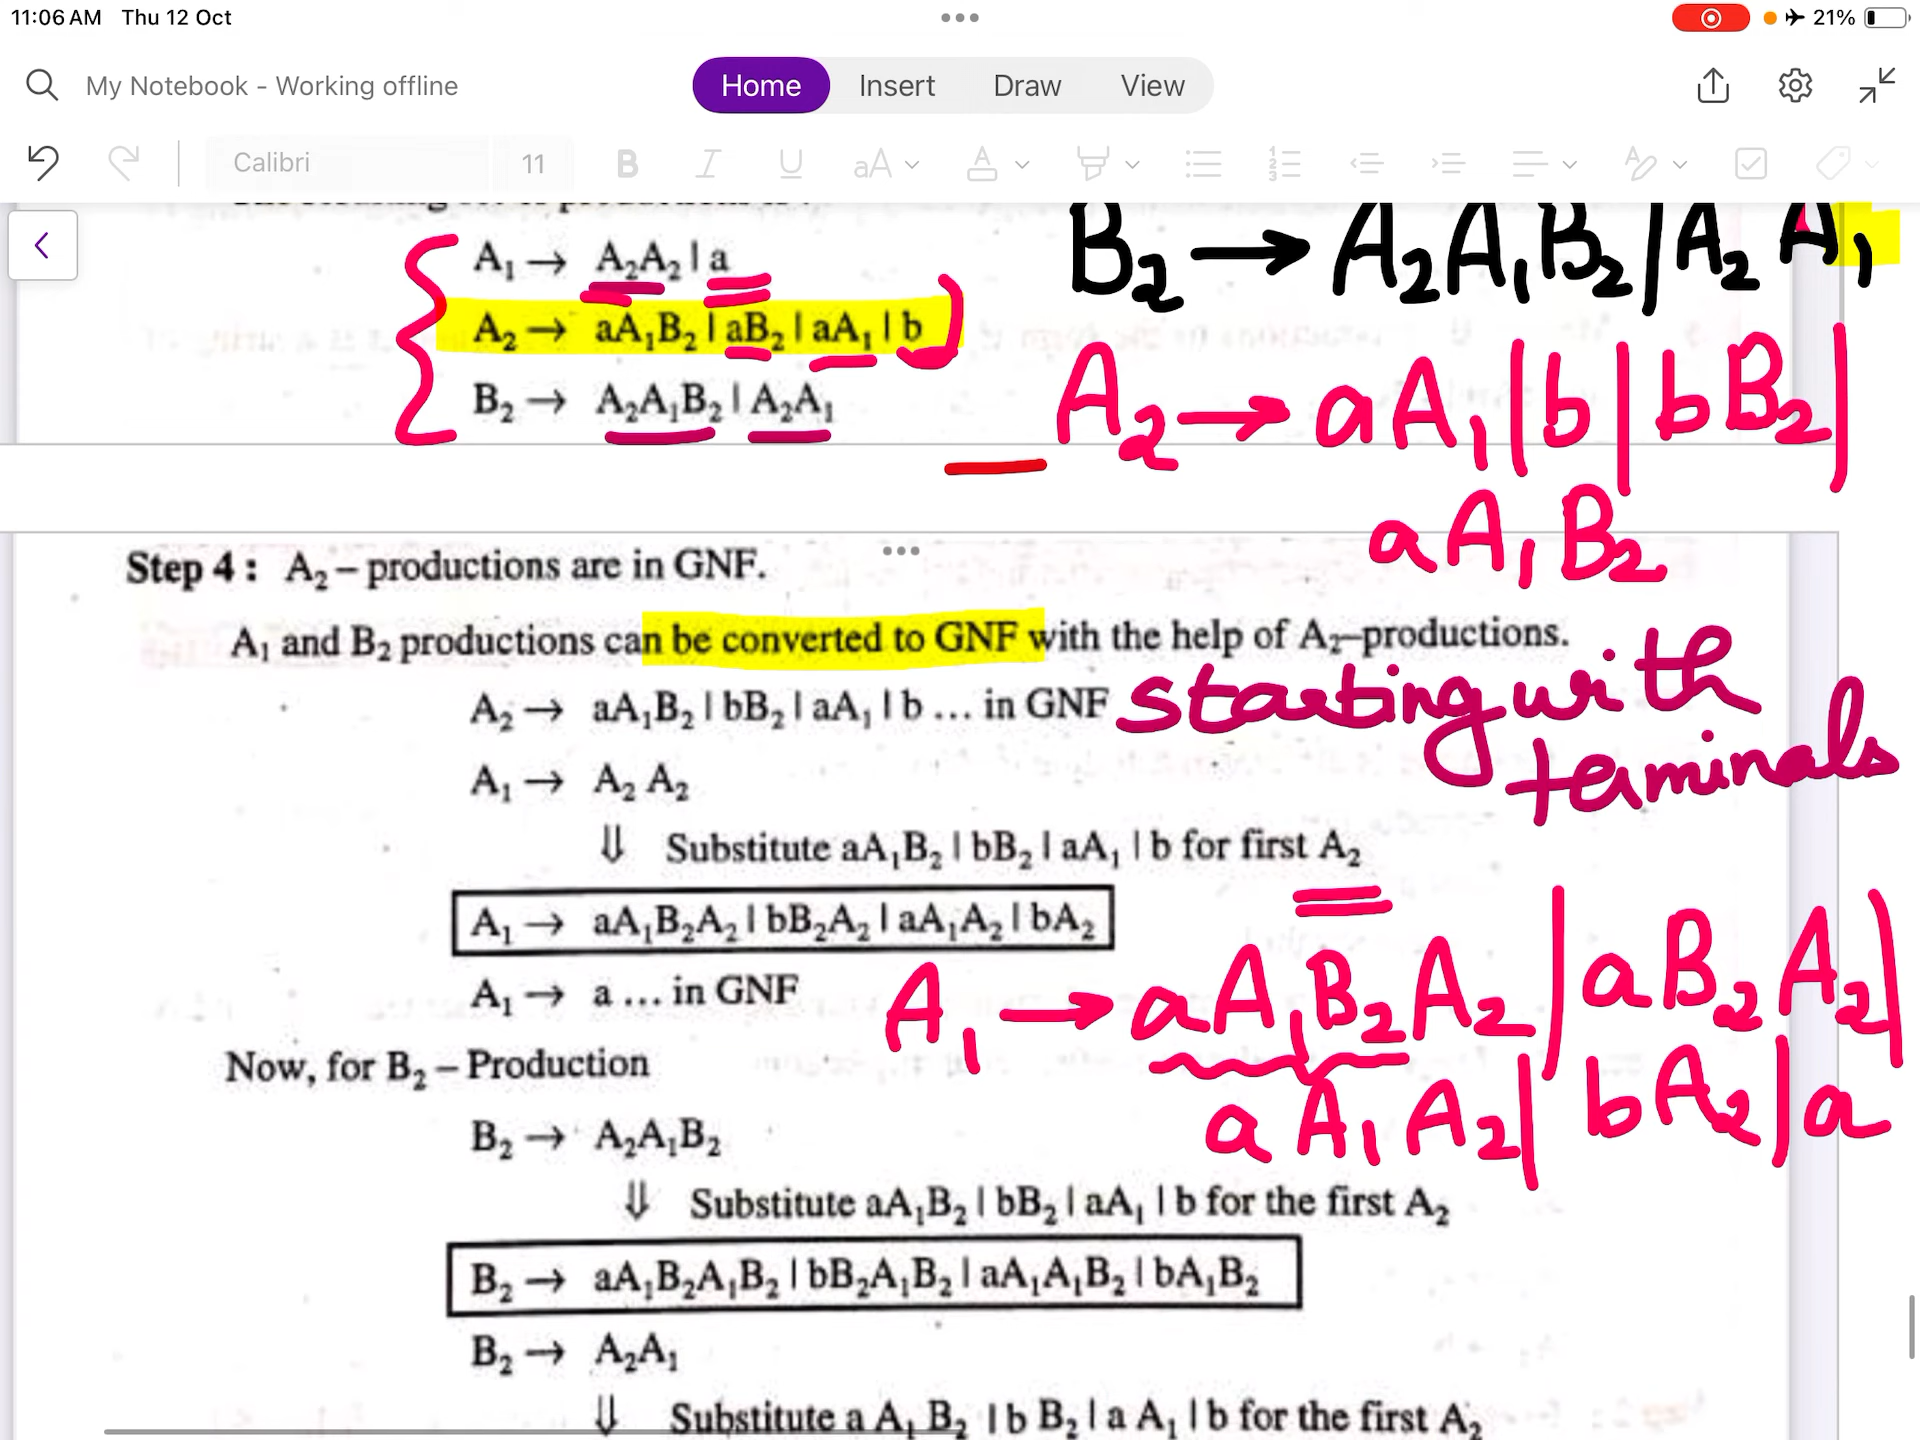 11:06 AM Thu 12 Oct
21%
My Notebook - Working offline
Home Insert Draw View
Calibri 11 B I U aA A
A₁ → A₂A₂ | a
A₂ → aA₁B₂ | aB₂ | aA₁ | b
B₂ → A₂A₁B₂ | A₂A₁
B₂ → A₂A₁B₂ | A₂A₁
A₂ → aA₁ | b | bB₂ |
aA₁B₂
Step 4 : A₂ – productions are in GNF.
A₁ and B₂ productions can be converted to GNF with the help of A₂–productions.
A₂ → aA₁B₂ | bB₂ | aA₁ | b ... in GNF
starting with
terminals
A₁ → A₂ A₂
⇓ Substitute aA₁B₂ | bB₂ | aA₁ | b for first A₂
A₁ → aA₁B₂A₂ | bB₂A₂ | aA₁A₂ | bA₂
A₁ → a ... in GNF
A₁ → aA₁B₂A₂ | aB₂A₂ |
aA₁A₂ | bA₂ | a
Now, for B₂ – Production
B₂ → A₂A₁B₂
⇓ Substitute aA₁B₂ | bB₂ | aA₁ | b for the first A₂
B₂ → aA₁B₂A₁B₂ | bB₂A₁B₂ | aA₁A₁B₂ | bA₁B₂
B₂ → A₂A₁
⇓ Substitute a A₁ B₂ | b B₂ | a A₁ | b for the first A₂